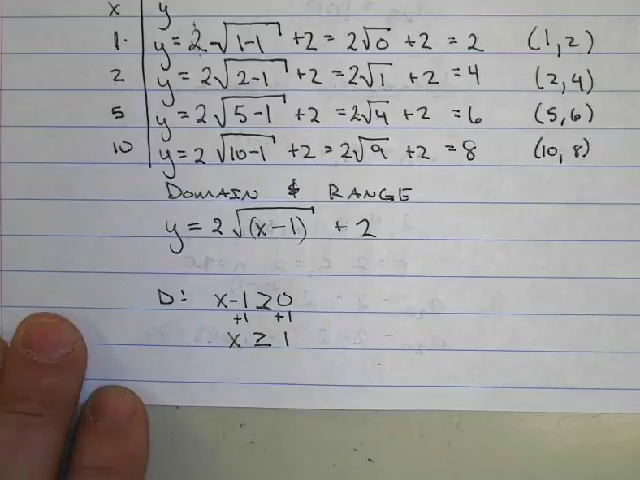 x y
1 y = 2√(1-1) +2 = 2√0 +2 = 2 (1,2)
2 y = 2√(2-1) +2 = 2√1 +2 = 4 (2,4)
5 y = 2√(5-1) +2 = 2√4 +2 = 6 (5,6)
10 y = 2√(10-1) +2 = 2√9 +2 = 8 (10,8)
DOMAIN & RANGE
y = 2√(x-1) + 2
D: x-1 ≥ 0
+1 +1
x ≥ 1